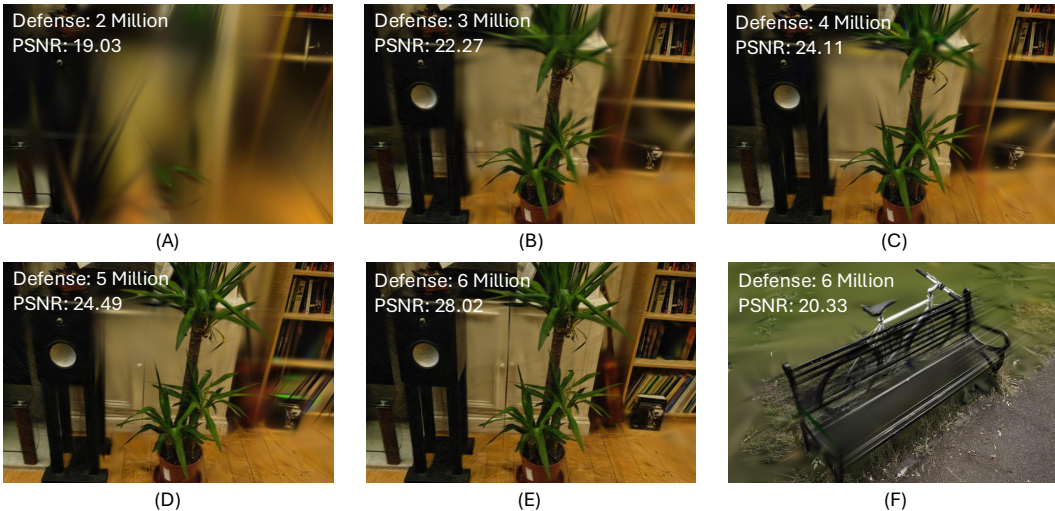 Defense: 2 Million
PSNR: 19.03
(A)
Defense: 3 Million
PSNR: 22.27
(B)
Defense: 4 Million
PSNR: 24.11
(C)
Defense: 5 Million
PSNR: 24.49
(D)
Defense: 6 Million
PSNR: 28.02
(E)
Defense: 6 Million
PSNR: 20.33
(F)